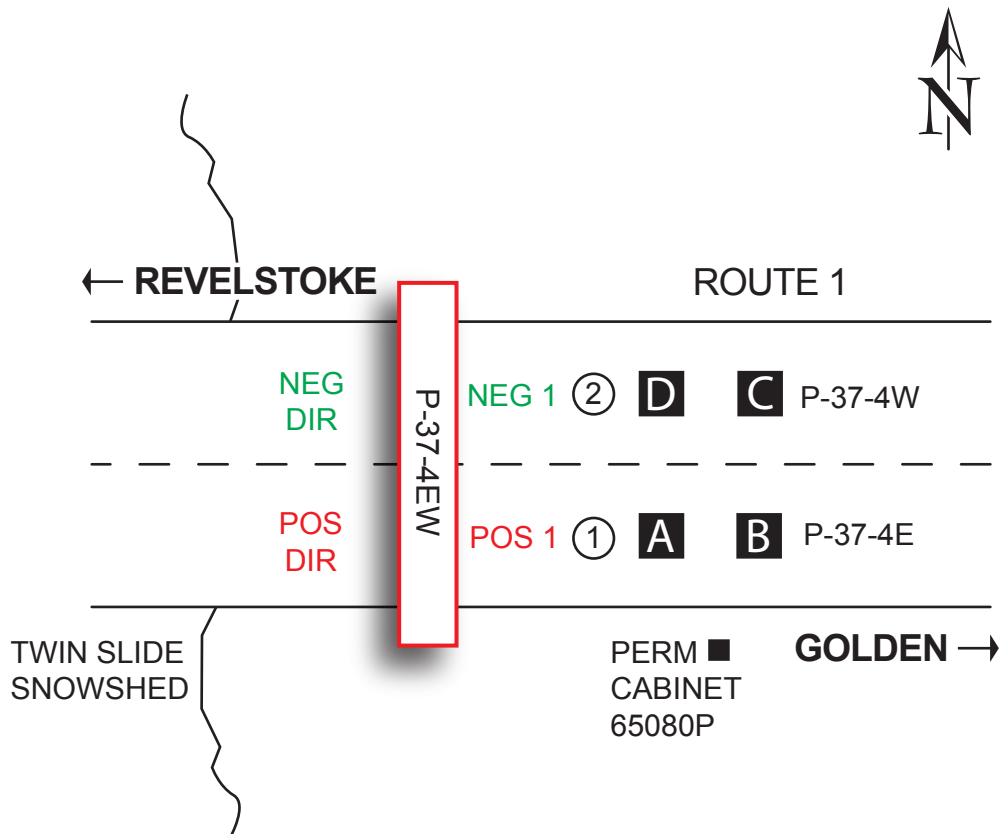 N
← REVELSTOKE
ROUTE 1
NEG
DIR
P-37-4EW
NEG 1
2
D
C
P-37-4W
POS
DIR
POS 1
1
A
B
P-37-4E
TWIN SLIDE
SNOWSHED
PERM
CABINET
65080P
GOLDEN →